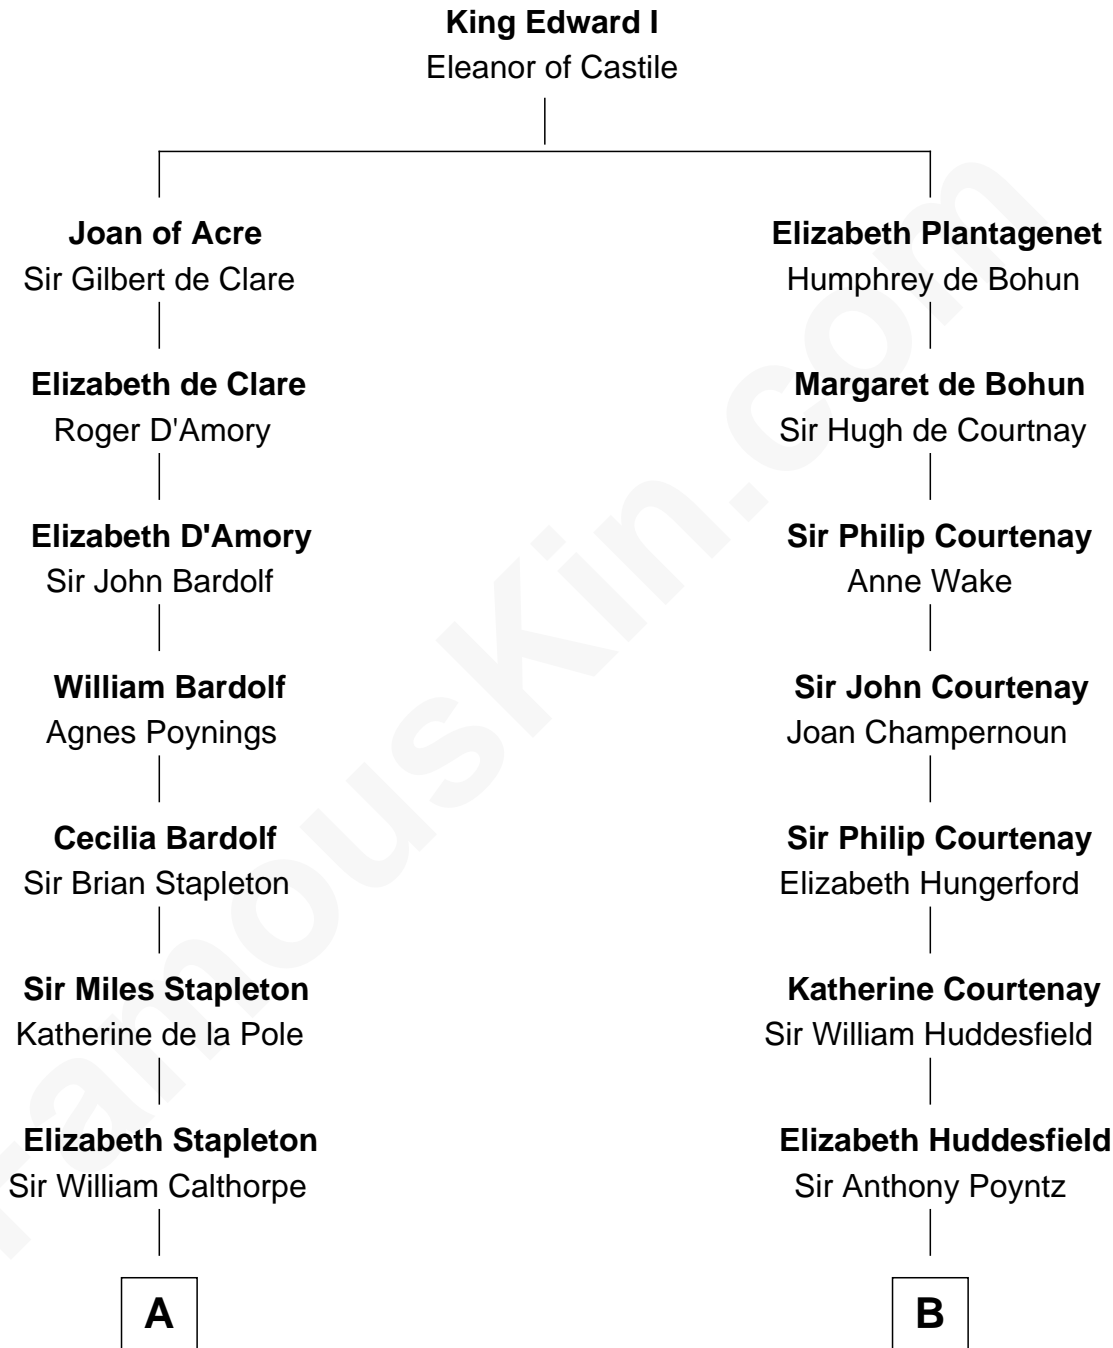 King Edward I
Eleanor of Castile
Joan of Acre
Sir Gilbert de Clare
Elizabeth de Clare
Roger D'Amory
Elizabeth D'Amory
Sir John Bardolf
William Bardolf
Agnes Poynings
Cecilia Bardolf
Sir Brian Stapleton
Sir Miles Stapleton
Katherine de la Pole
Elizabeth Stapleton
Sir William Calthorpe
A
Elizabeth Plantagenet
Humphrey de Bohun
Margaret de Bohun
Sir Hugh de Courtnay
Sir Philip Courtenay
Anne Wake
Sir John Courtenay
Joan Champernoun
Sir Philip Courtenay
Elizabeth Hungerford
Katherine Courtenay
Sir William Huddesfield
Elizabeth Huddesfield
Sir Anthony Poyntz
B
FamousKin.com